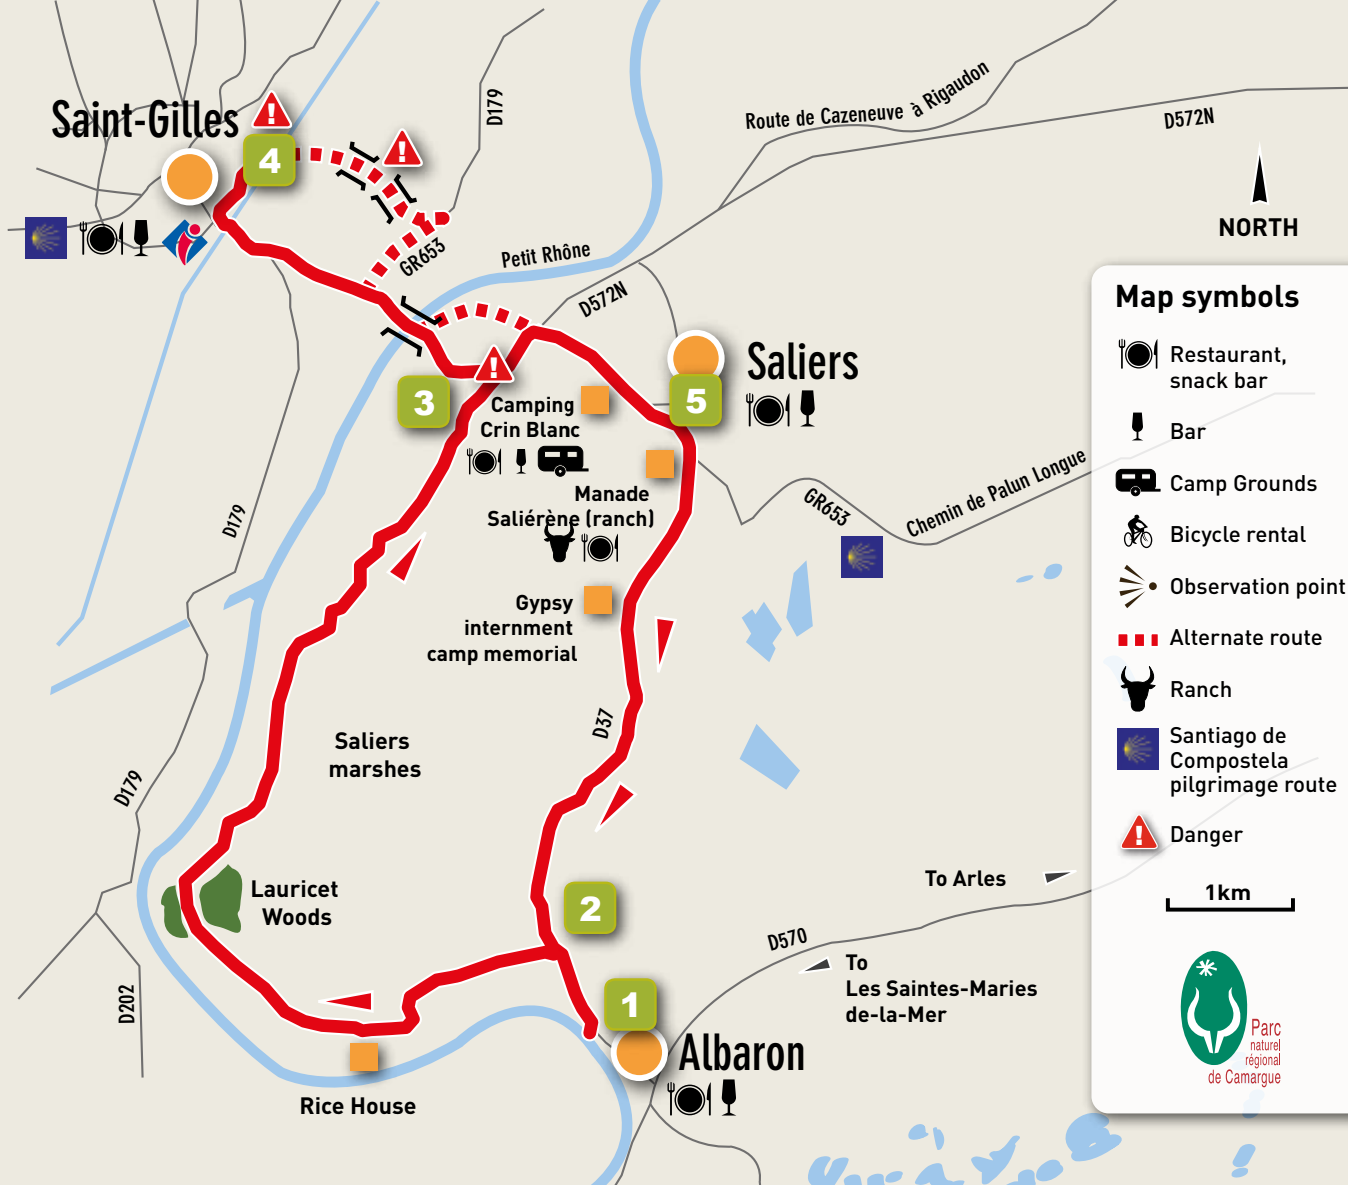 Saint-Gilles
!
4
!
D179
Route de Cazeneuve à Rigaudon
D572N
NORTH
GR653
Petit Rhône
D572N
!
3
Saliers
5
Camping
Crin Blanc
Manade
Saliérène (ranch)
GR653
Chemin de Palun Longue
D179
Gypsy
internment
camp memorial
D37
Saliers
marshes
D179
Lauricet
Woods
2
D202
1
Albaron
Rice House
D570
To Arles
To
Les Saintes-Maries
de-la-Mer
Map symbols
Restaurant,
snack bar
Bar
Camp Grounds
Bicycle rental
Observation point
Alternate route
Ranch
Santiago de
Compostela
pilgrimage route
!
Danger
1km
Parc
naturel
régional
de Camargue